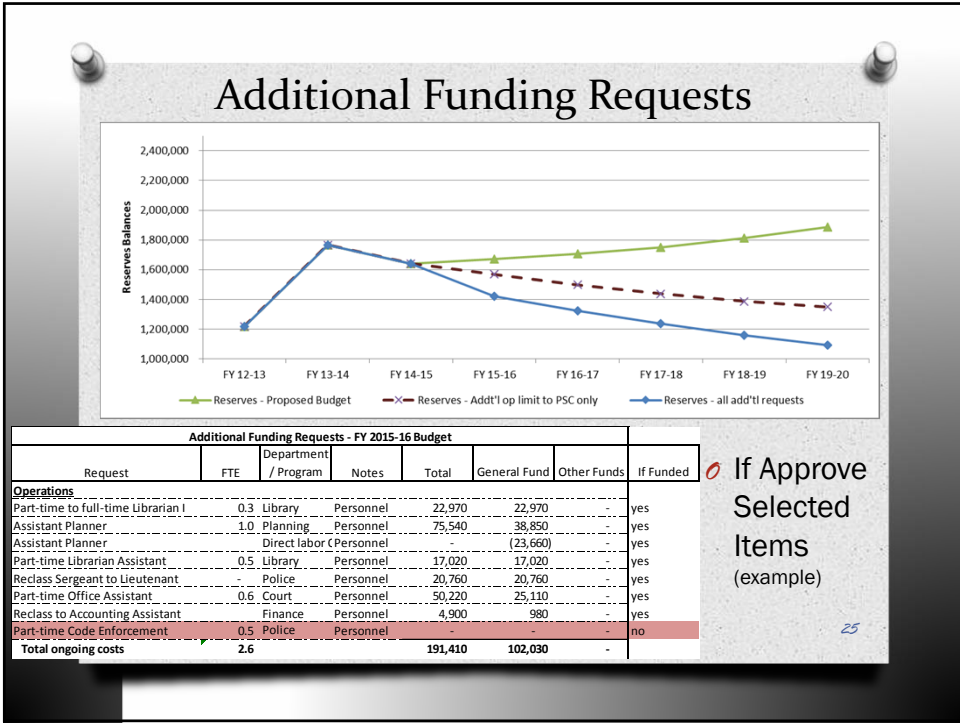 Additional Funding Requests
2,400,000
2,200,000
2,000,000
1,800,000
1,600,000
1,400,000
1,200,000
1,000,000
Reserves Balances
FY 12-13 FY 13-14 FY 14-15 FY 15-16 FY 16-17 FY 17-18 FY 18-19 FY 19-20
Reserves - Proposed Budget Reserves - Addt'l op limit to PSC only Reserves - all add'tl requests
Additional Funding Requests - FY 2015-16 Budget
Department
Request FTE / Program Notes Total General Fund Other Funds If Funded
Operations
Part-time to full-time Librarian I 0.3 Library Personnel 22,970 22,970 - yes
Assistant Planner 1.0 Planning Personnel 75,540 38,850 - yes
Assistant Planner Direct labor ( Personnel - (23,660) - yes
Part-time Librarian Assistant 0.5 Library Personnel 17,020 17,020 - yes
Reclass Sergeant to Lieutenant - Police Personnel 20,760 20,760 - yes
Part-time Office Assistant 0.6 Court Personnel 50,220 25,110 - yes
Reclass to Accounting Assistant Finance Personnel 4,900 980 - yes
Part-time Code Enforcement 0.5 Police Personnel - - - no
Total ongoing costs 2.6 191,410 102,030 -
If Approve
Selected
Items
(example)
25